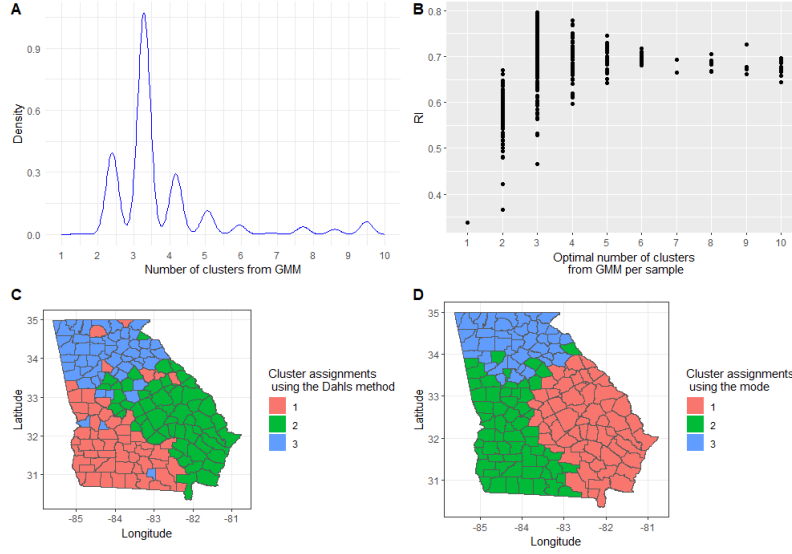 A
Density
0.9
0.6
0.3
0.0
1 2 3 4 5 6 7 8 9 10
Number of clusters from GMM
B
RI
0.8
0.7
0.6
0.5
0.4
1 2 3 4 5 6 7 8 9 10
Optimal number of clusters
from GMM per sample
C
Latitude
35
34
33
32
31
-85 -84 -83 -82 -81
Longitude
Cluster assignments
using the Dahls method
1
2
3
D
Latitude
35
34
33
32
31
-85 -84 -83 -82 -81
Longitude
Cluster assignments
using the mode
1
2
3